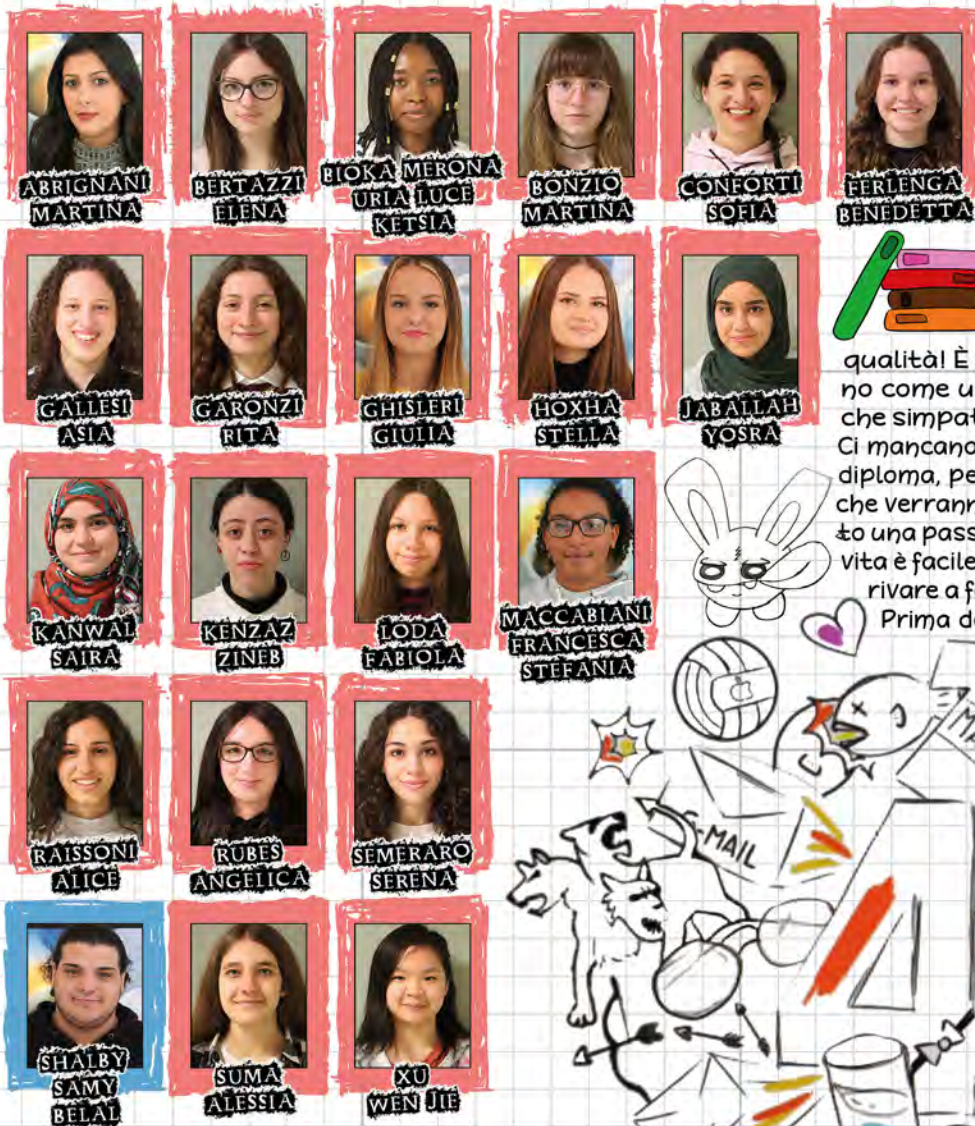 ABRIGNANI
MARTINA
BERTAZZI
ELENA
BIOKA MERONA
URIA LUCE
KETSIA
BONZIO
MARTINA
CONFORTI
SOFIA
FERLENGA
BENEDETTA
GALLESI
ASIA
GARONZI
RITA
GHISLERI
GIULIA
HOXHA
STELLA
JABALLAH
YOSRA
qualità! È
no come u
che simpa
Ci mancano
diploma, pe
che verrann
to una pass
vita è facile
rivare a f
Prima d
KANWAL
SAIRA
KENZAZ
ZINEB
LODA
FABIOLA
MACCABIANI
FRANCESCA
STEFANIA
RAISSONI
ALICE
RUBES
ANGELICA
SEMERARO
SERENA
E-MAIL
SHALBY
SAMY
BELAL
SUMA
ALESSIA
XU
WEN JIE